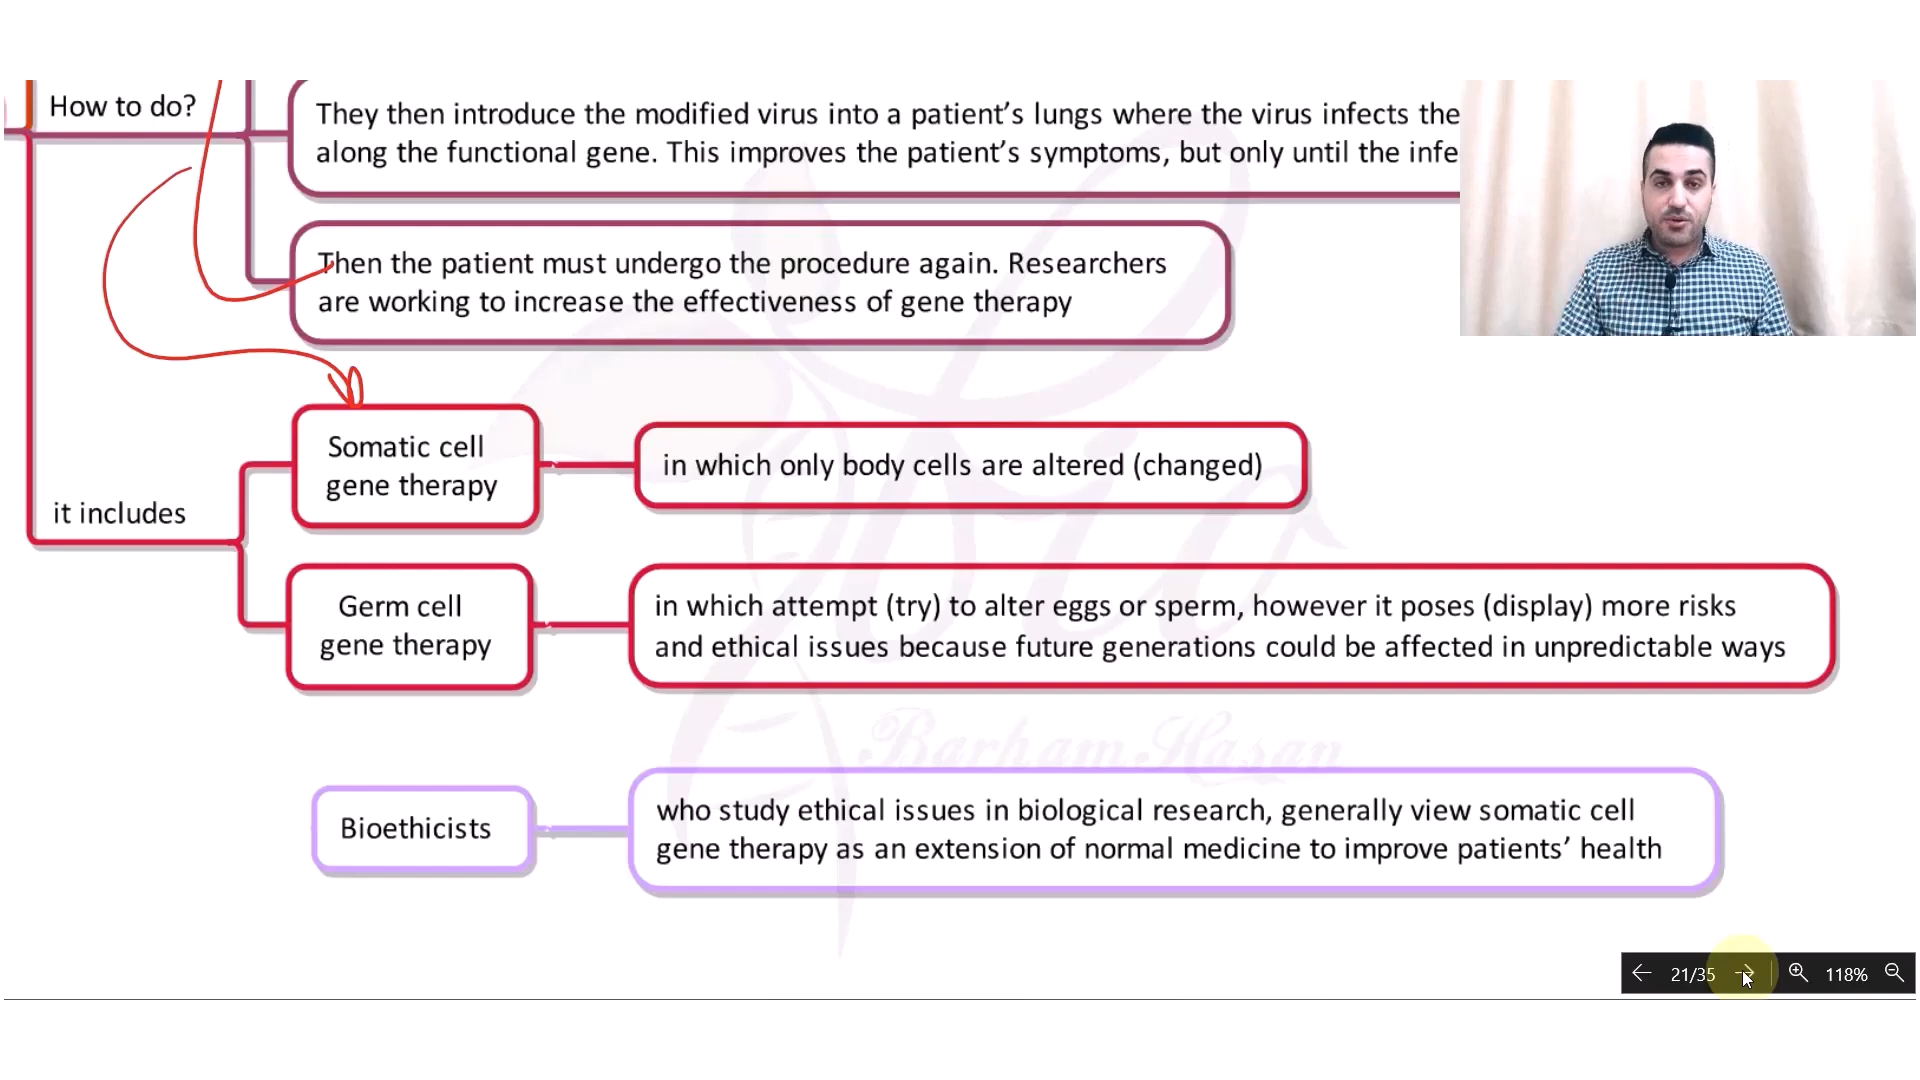 How to do?
They then introduce the modified virus into a patient’s lungs where the virus infects the
along the functional gene. This improves the patient’s symptoms, but only until the infe
Then the patient must undergo the procedure again. Researchers
are working to increase the effectiveness of gene therapy
Somatic cell
gene therapy
in which only body cells are altered (changed)
it includes
Germ cell
gene therapy
in which attempt (try) to alter eggs or sperm, however it poses (display) more risks
and ethical issues because future generations could be affected in unpredictable ways
Barham Hasan
Bioethicists
who study ethical issues in biological research, generally view somatic cell
gene therapy as an extension of normal medicine to improve patients’ health
21/35
118%